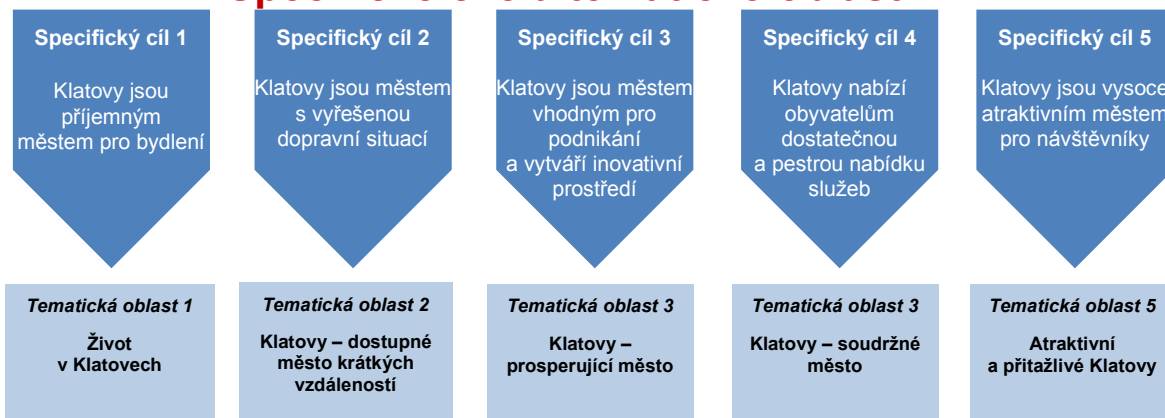 Specifický cíl 1
Klatovy jsou
příjemným
městem pro bydlení
Specifický cíl 2
Klatovy jsou městem
s vyřešenou
dopravní situací
Specifický cíl 3
Klatovy jsou městem
vhodným pro
podnikání
a vytváří inovativní
prostředí
Specifický cíl 4
Klatovy nabízí
obyvatelům
dostatečnou
a pestrou nabídku
služeb
Specifický cíl 5
Klatovy jsou vysoce
atraktivním městem
pro návštěvníky
Tematická oblast 1
Život
v Klatovech
Tematická oblast 2
Klatovy – dostupné
město krátkých
vzdáleností
Tematická oblast 3
Klatovy –
prosperující město
Tematická oblast 3
Klatovy – soudržné
město
Tematická oblast 5
Atraktivní
a přitažlivé Klatovy